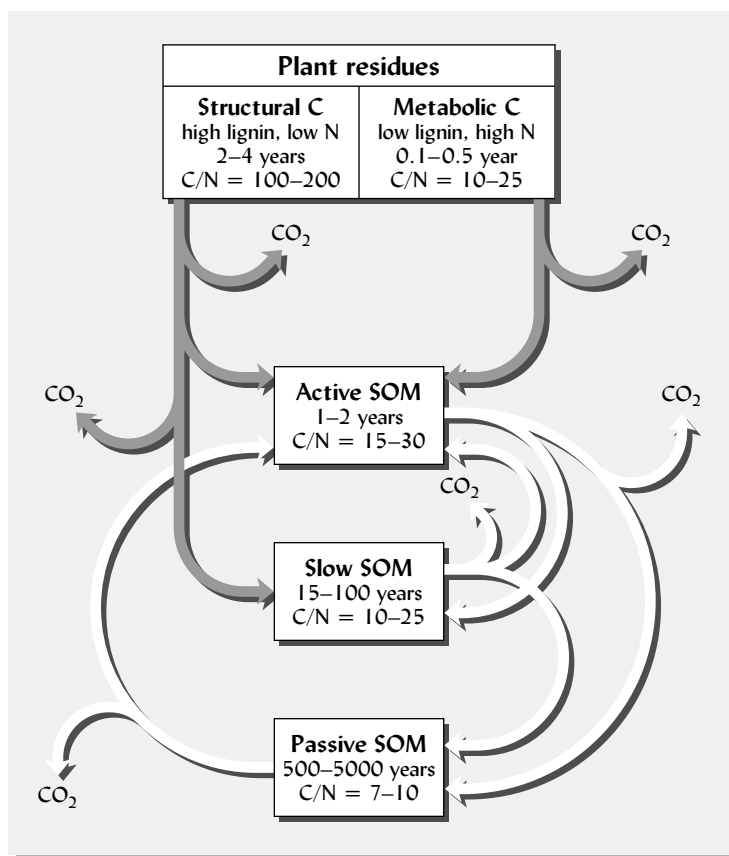 Plant residues
Structural C
high lignin, low N
2–4 years
C/N = 100–200
Metabolic C
low lignin, high N
0.1–0.5 year
C/N = 10–25
CO₂
CO₂
Active SOM
1–2 years
C/N = 15–30
CO₂
CO₂
CO₂
Slow SOM
15–100 years
C/N = 10–25
Passive SOM
500–5000 years
C/N = 7–10
CO₂